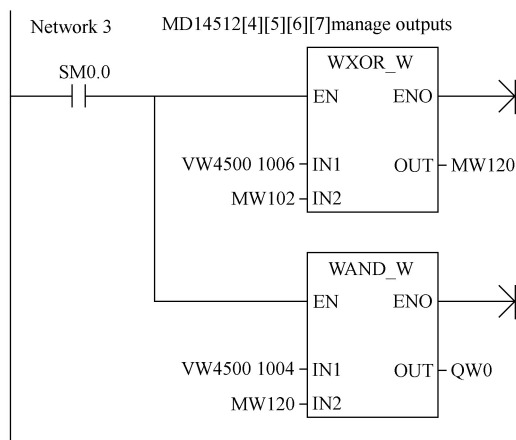 Network 3 MD14512[4][5][6][7]manage outputs
SM0.0
WXOR_W
EN ENO
VW4500 1006 IN1 OUT MW120
MW102 IN2
WAND_W
EN ENO
VW4500 1004 IN1 OUT QW0
MW120 IN2